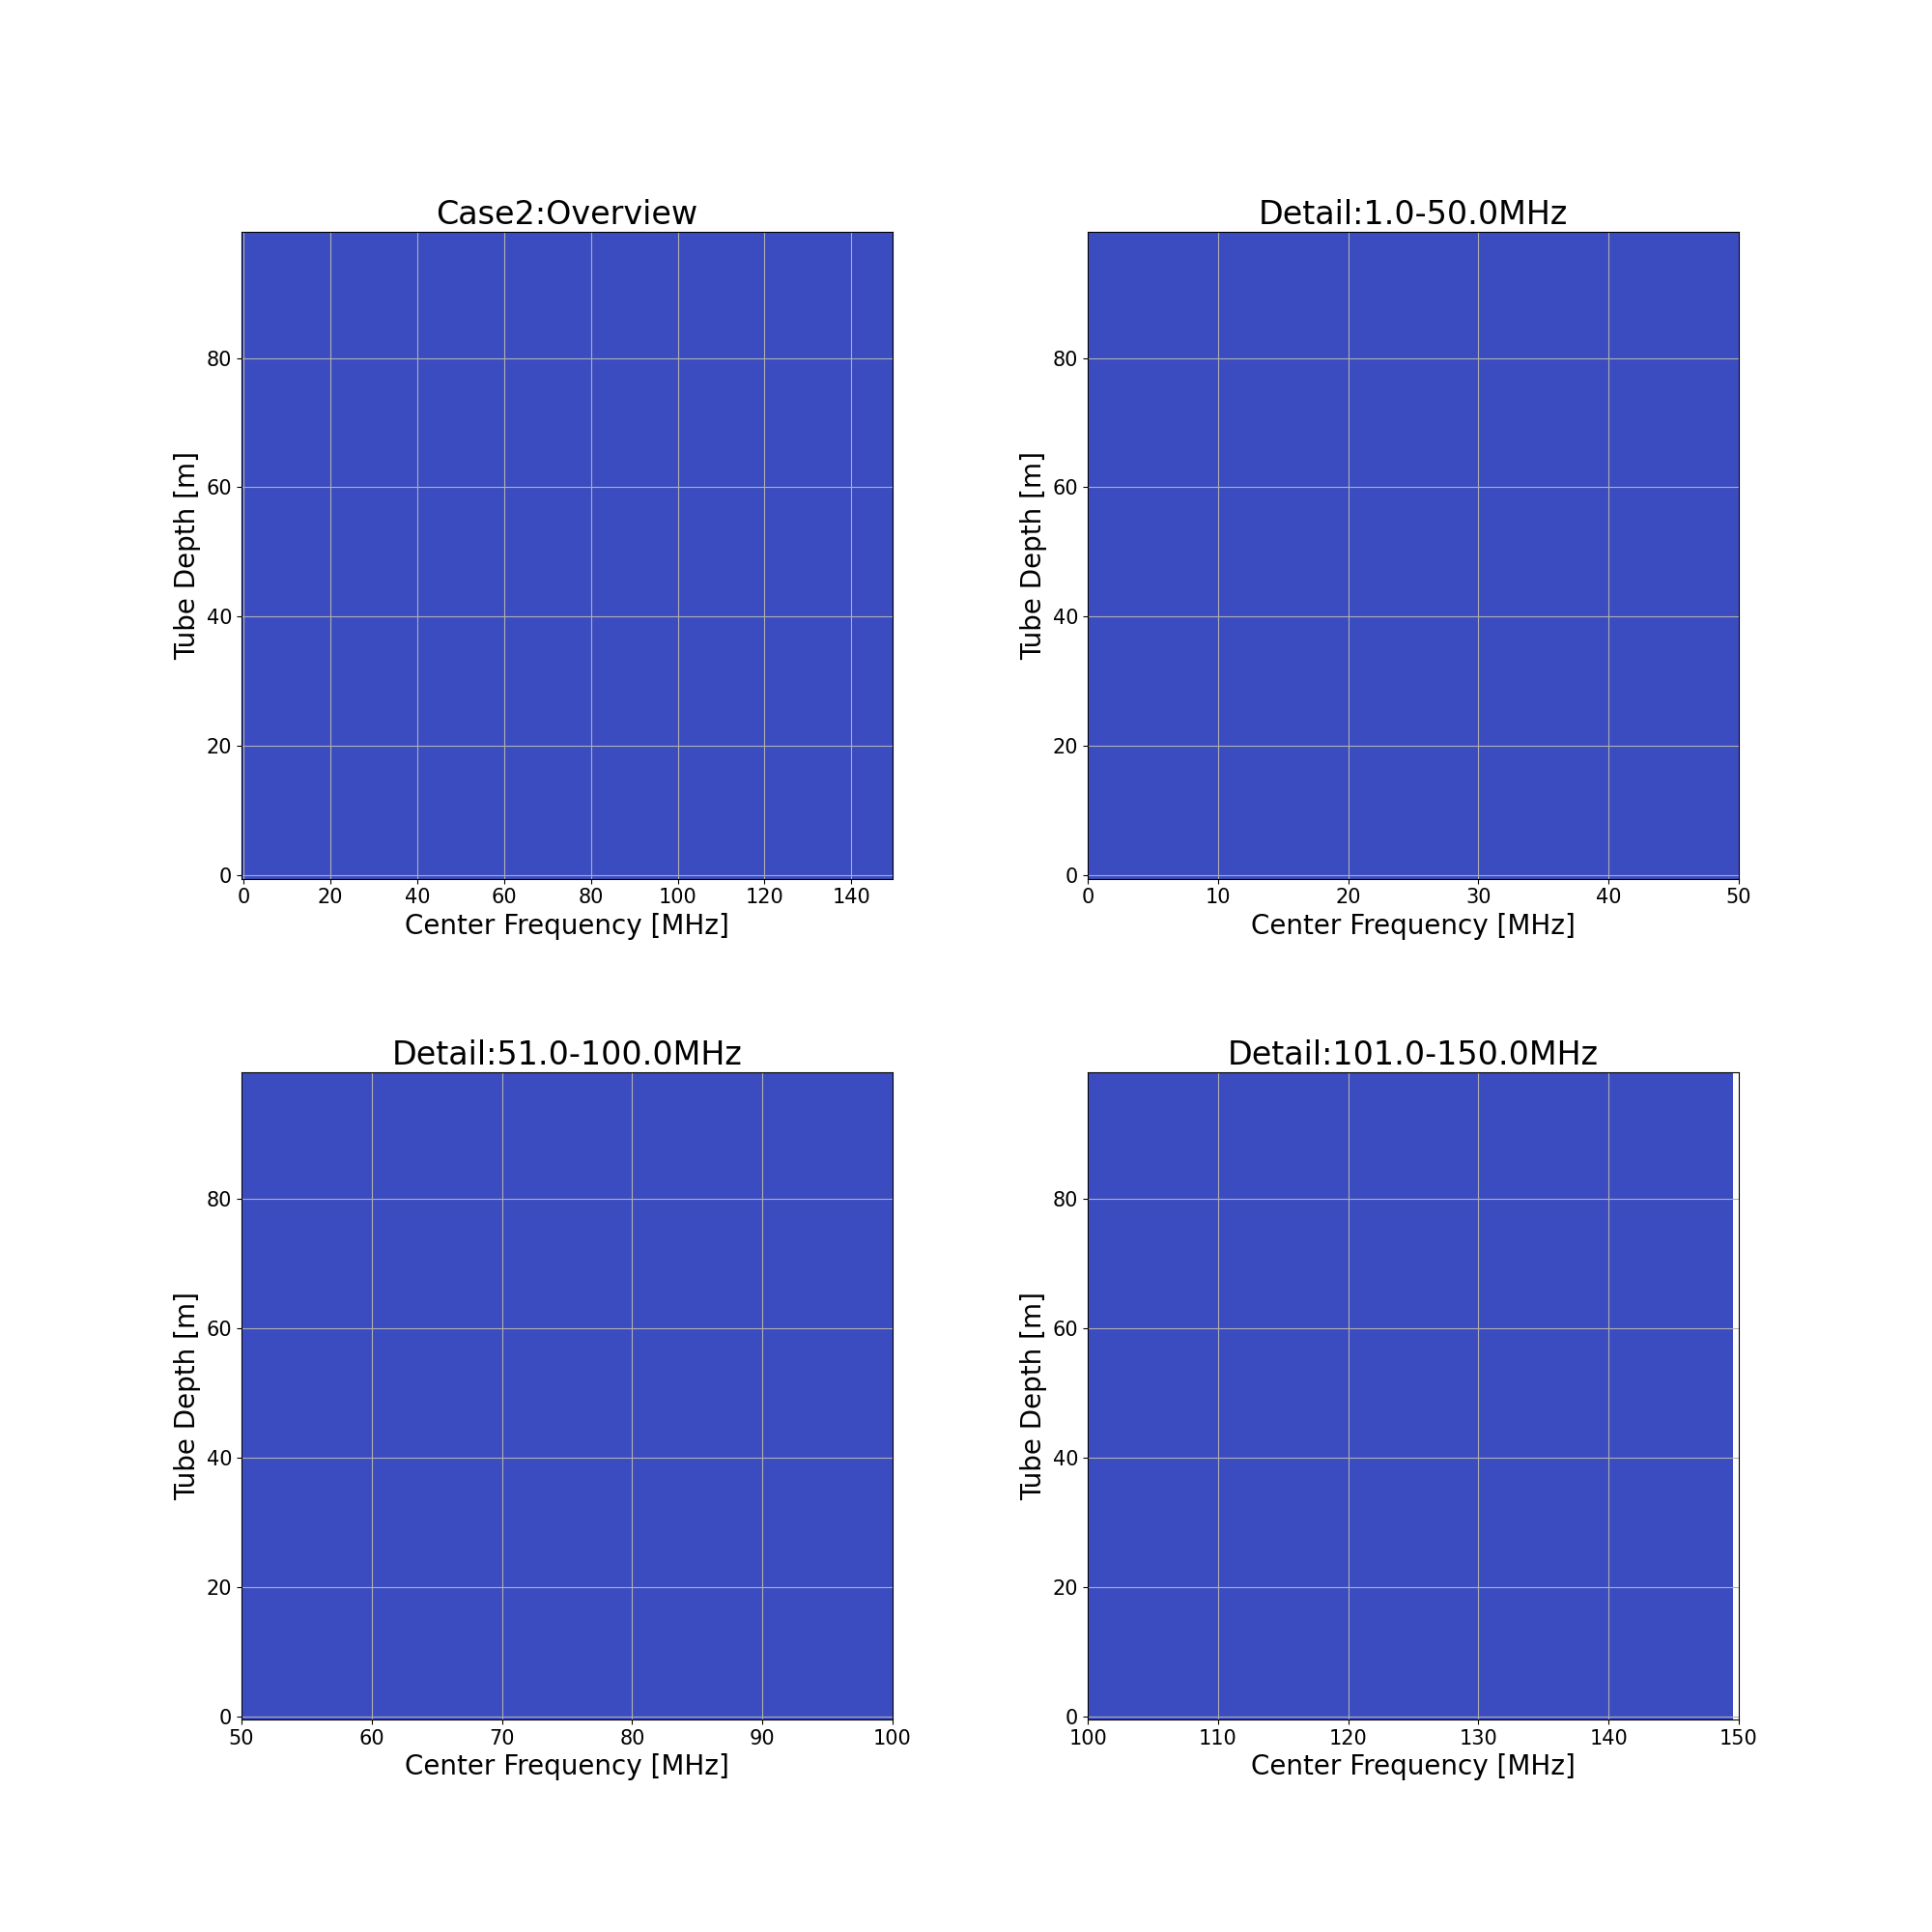 Case2:Overview
Tube Depth [m]
80
60
40
20
0
0 20 40 60 80 100 120 140
Center Frequency [MHz]
Detail:1.0-50.0MHz
Tube Depth [m]
80
60
40
20
0
0 10 20 30 40 50
Center Frequency [MHz]
Detail:51.0-100.0MHz
Tube Depth [m]
80
60
40
20
0
50 60 70 80 90 100
Center Frequency [MHz]
Detail:101.0-150.0MHz
Tube Depth [m]
80
60
40
20
0
100 110 120 130 140 150
Center Frequency [MHz]